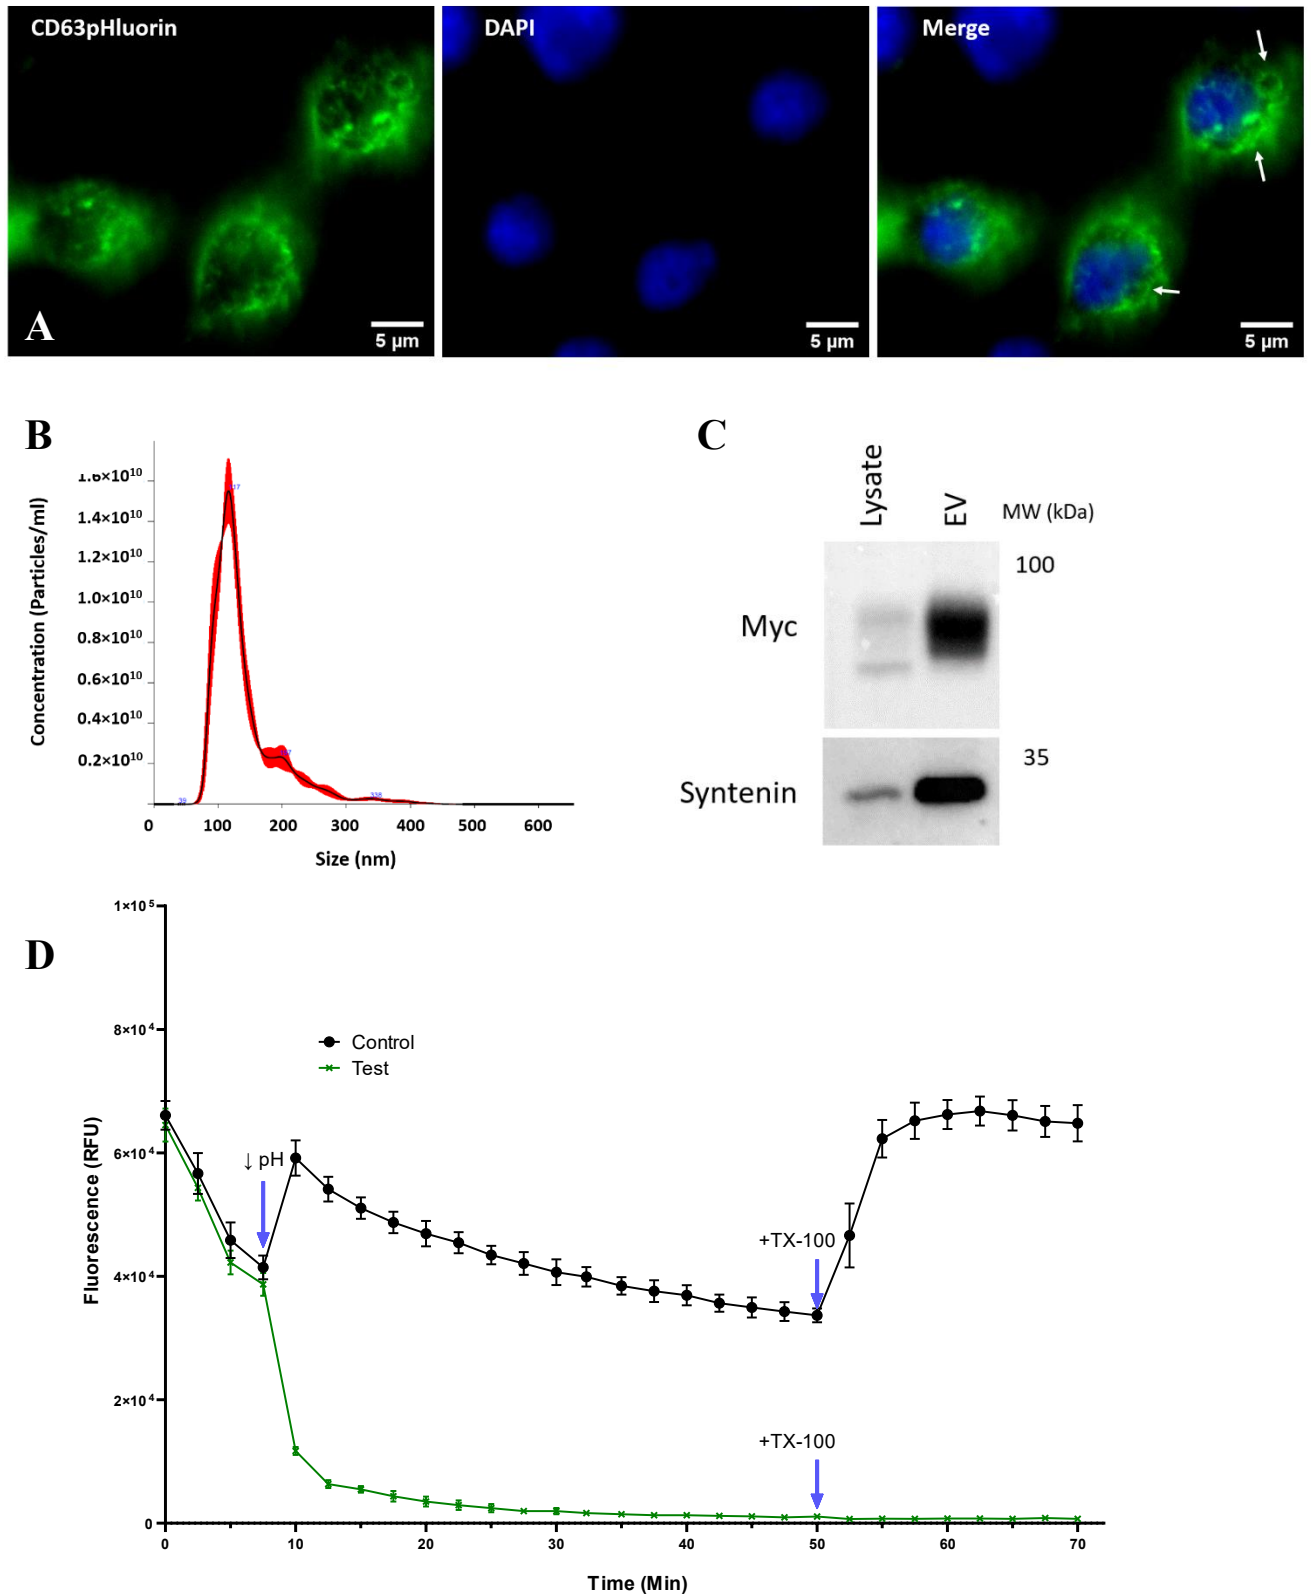 CD63pHluorin
DAPI
Merge
A
5 µm
5 µm
5 µm
B
Concentration (Particles/ml)
1.6×10¹⁰
1.4×10¹⁰
1.2×10¹⁰
1.0×10¹⁰
0.8×10¹⁰
0.6×10¹⁰
0.4×10¹⁰
0.2×10¹⁰
338
0 100 200 300 400 500 600
Size (nm)
C
Lysate
EV
MW (kDa)
100
Myc
35
Syntenin
D
Fluorescence (RFU)
1×10⁵
8×10⁴
6×10⁴
4×10⁴
2×10⁴
0
Control
Test
↓ pH
+TX-100
+TX-100
0 10 20 30 40 50 60 70
Time (Min)